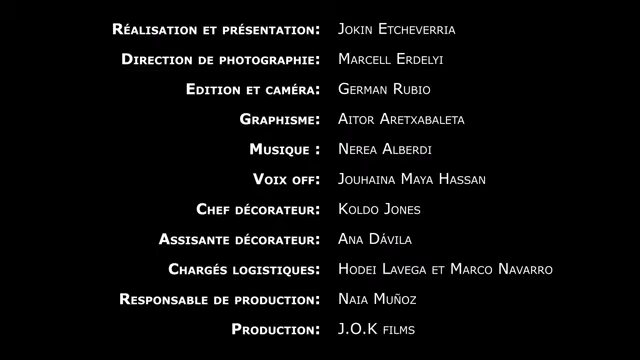 Réalisation et présentation: Jokin Etcheverria
Direction de photographie: Marcell Erdelyi
Edition et caméra: German Rubio
Graphisme: Aitor Aretxabaleta
Musique : Nerea Alberdi
Voix off: Jouhaina Maya Hassan
Chef décorateur: Koldo Jones
Assisante décorateur: Ana Dávila
Chargés logistiques: Hodei Lavega et Marco Navarro
Responsable de production: Naia Muñoz
Production: J.O.K films